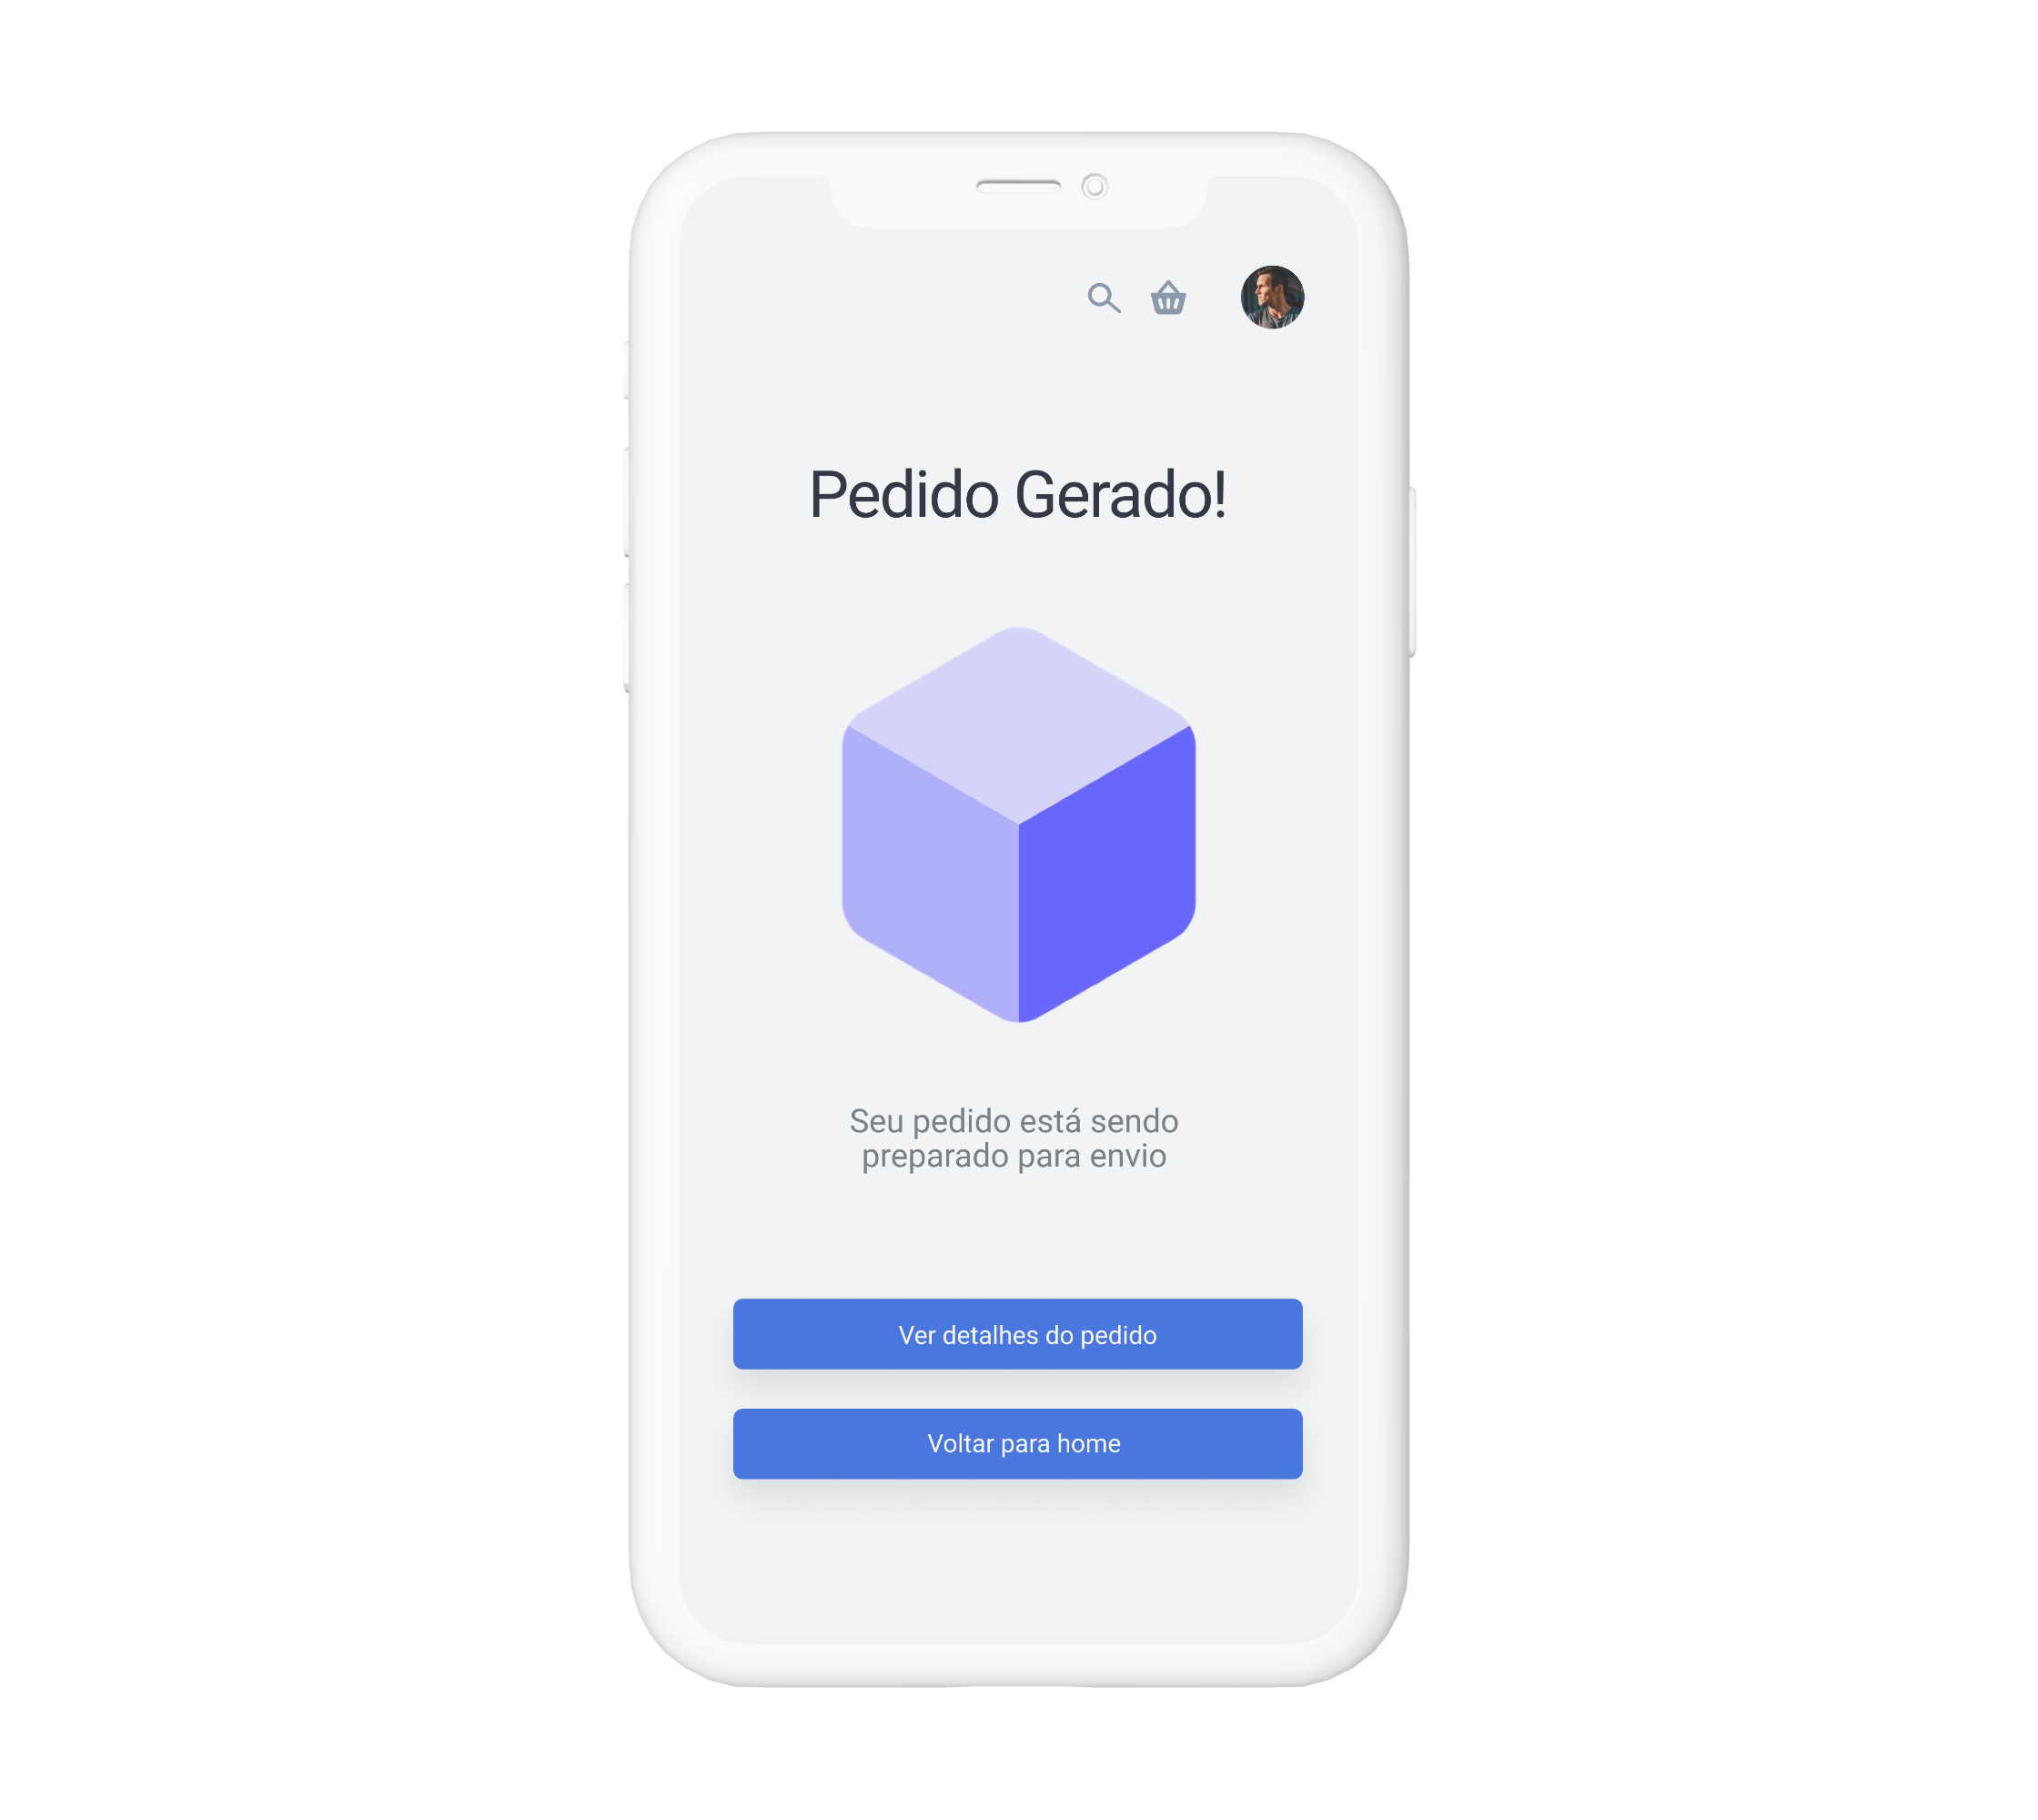 Pedido Gerado!
Seu pedido está sendo
preparado para envio
Ver detalhes do pedido
Voltar para home